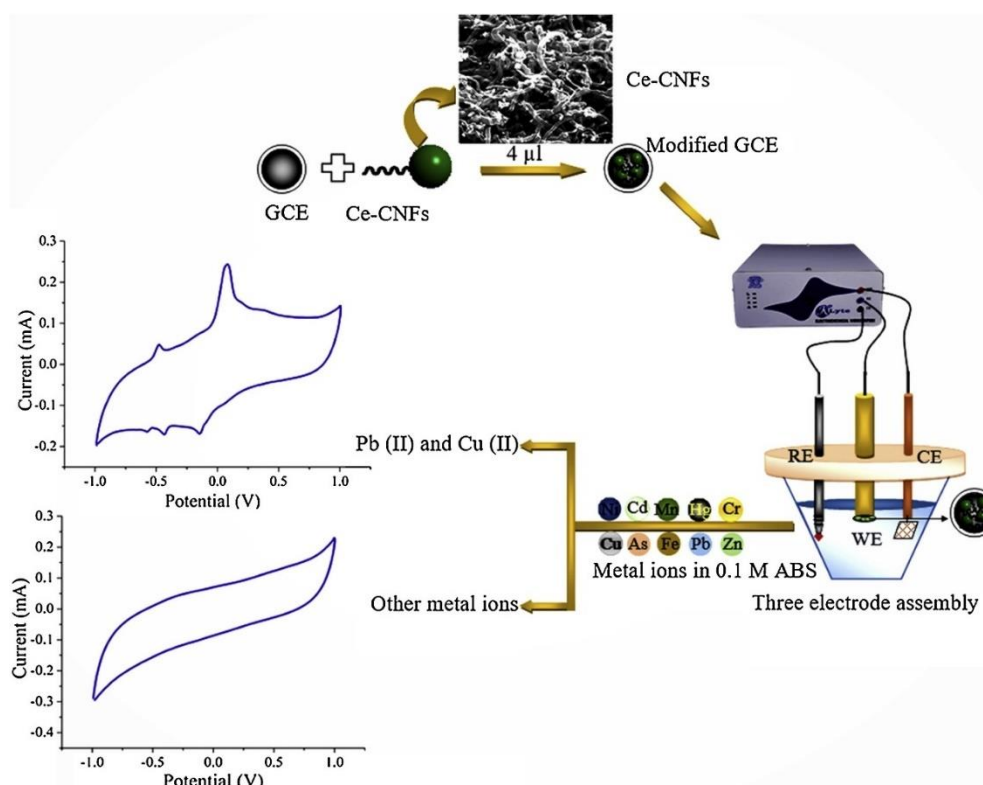 Ce-CNFs
4 µl
Modified GCE
GCE
Ce-CNFs
0.3
0.2
0.1
0.0
-0.1
-0.2
Current (mA)
-1.0 -0.5 0.0 0.5 1.0
Potential (V)
Pb (II) and Cu (II)
RE
CE
WE
Ni Cd Mn Hg Cr
Cu As Fe Pb Zn
Metal ions in 0.1 M ABS
Three electrode assembly
Other metal ions
0.3
0.2
0.1
0.0
-0.1
-0.2
-0.3
-0.4
Current (mA)
-1.0 -0.5 0.0 0.5 1.0
Potential (V)